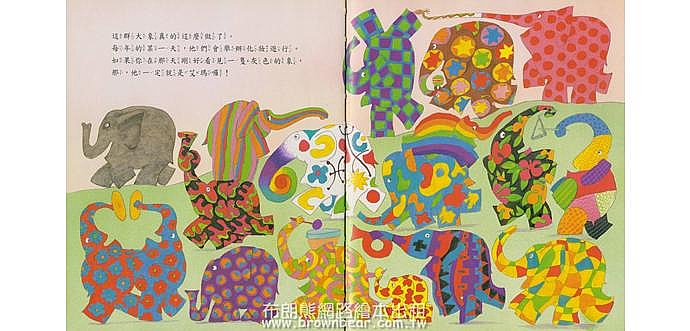 這群大象真的這麼做了。
每年的某一天，他們會舉辦化妝遊行。
如果你在那天剛好看見一隻灰色的象，
那，他一定就是艾瑪囉！
布朗熊網路繪本出租
www.brownbear.com.tw